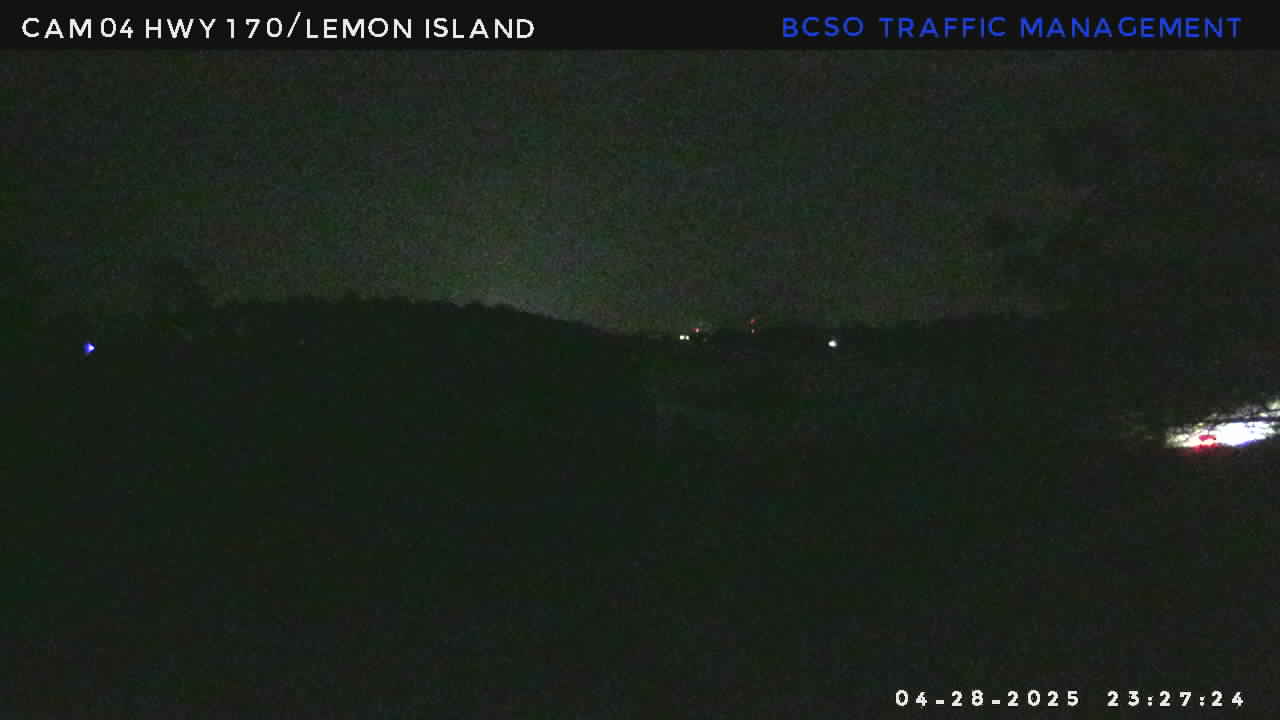 CAM04 HWY 170/LEMON ISLAND
BCSO TRAFFIC MANAGEMENT
04-28-2025 23:27:24